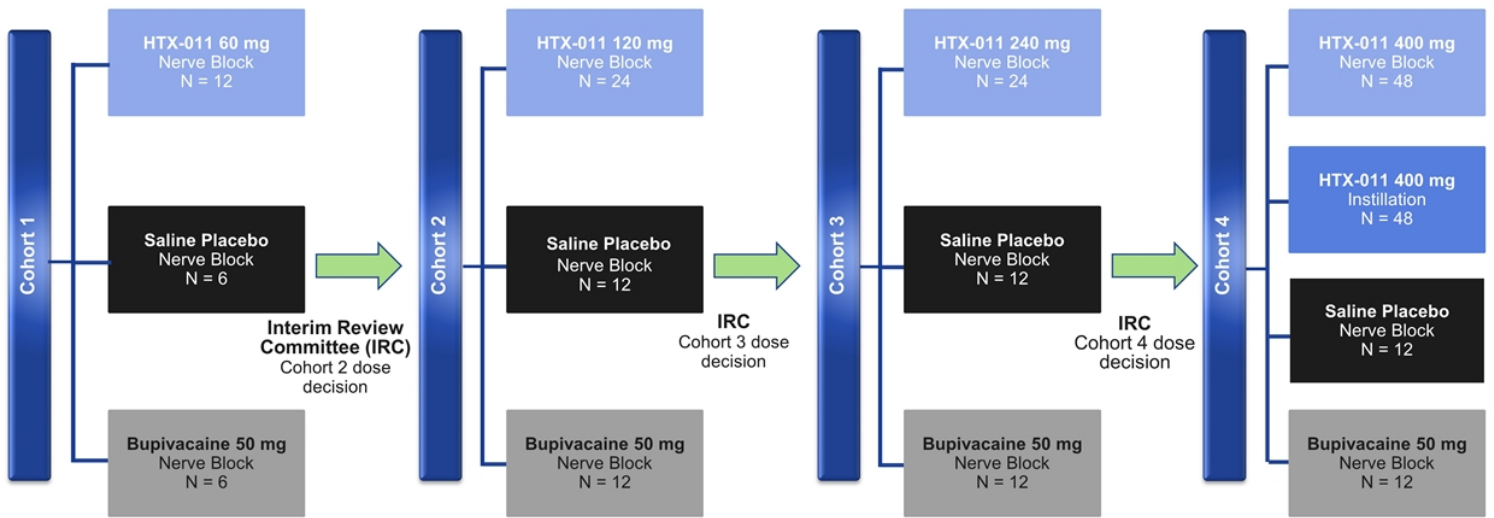 Cohort 1
HTX-011 60 mg
Nerve Block
N = 12
Saline Placebo
Nerve Block
N = 6
Bupivacaine 50 mg
Nerve Block
N = 6
Interim Review
Committee (IRC)
Cohort 2 dose
decision
Cohort 2
HTX-011 120 mg
Nerve Block
N = 24
Saline Placebo
Nerve Block
N = 12
Bupivacaine 50 mg
Nerve Block
N = 12
IRC
Cohort 3 dose
decision
Cohort 3
HTX-011 240 mg
Nerve Block
N = 24
Saline Placebo
Nerve Block
N = 12
Bupivacaine 50 mg
Nerve Block
N = 12
IRC
Cohort 4 dose
decision
Cohort 4
HTX-011 400 mg
Nerve Block
N = 48
HTX-011 400 mg
Instillation
N = 48
Saline Placebo
Nerve Block
N = 12
Bupivacaine 50 mg
Nerve Block
N = 12